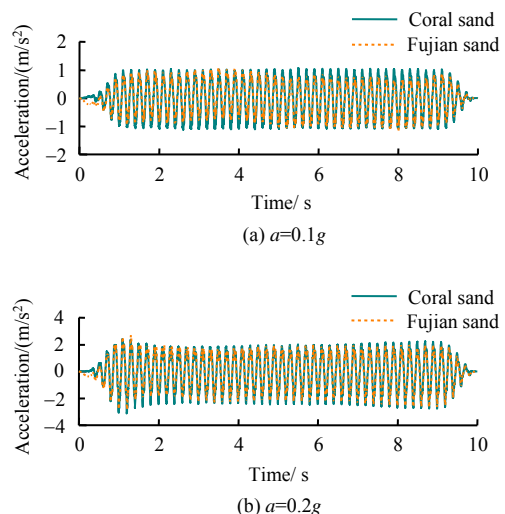 Coral sand
Fujian sand
Acceleration/(m/s²)
2
1
0
−1
−2
0 2 4 6 8 10
Time/ s
(a) a=0.1g
Coral sand
Fujian sand
Acceleration/(m/s²)
4
2
0
−2
−4
0 2 4 6 8 10
Time/ s
(b) a=0.2g